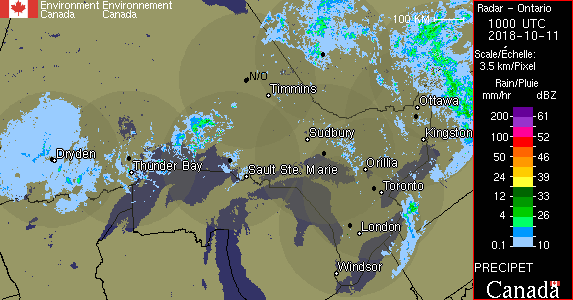 Environment Environnement
Canada Canada
100 KM
N/O
Timmins
Ottawa
Sudbury
Kingston
Dryden
Thunder Bay
Sault Ste. Marie
Orillia
Toronto
London
Windsor
Radar - Ontario
1000 UTC
2018-10-11
Scale/Échelle:
3.5 km/Pixel
Rain/Pluie
mm/hr dBZ
200 61
100 52
50 46
24 39
12 33
4 26
0.1 10
PRECIPET
Canada